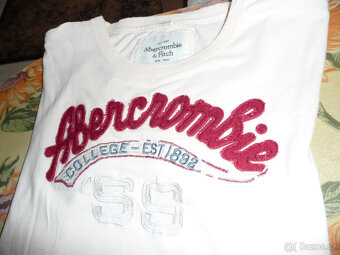 Abercrombie
& Fitch
Abercrombie
COLLEGE - EST 1892
'59